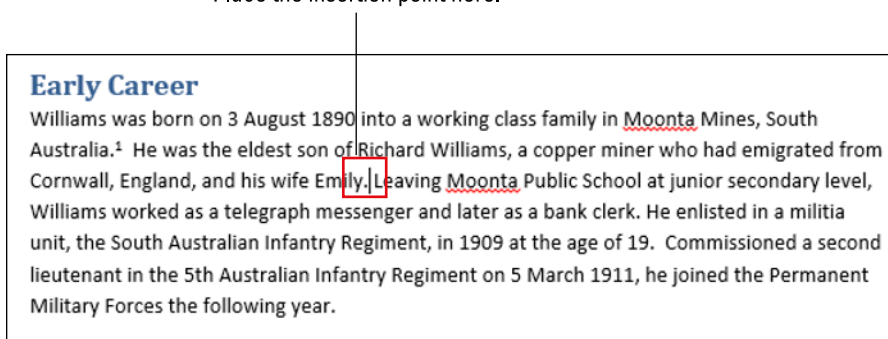 Place the insertion point here.
Early Career
Williams was born on 3 August 1890 into a working class family in Moonta Mines, South
Australia.¹  He was the eldest son of Richard Williams, a copper miner who had emigrated from
Cornwall, England, and his wife Emily. Leaving Moonta Public School at junior secondary level,
Williams worked as a telegraph messenger and later as a bank clerk. He enlisted in a militia
unit, the South Australian Infantry Regiment, in 1909 at the age of 19.  Commissioned a second
lieutenant in the 5th Australian Infantry Regiment on 5 March 1911, he joined the Permanent
Military Forces the following year.